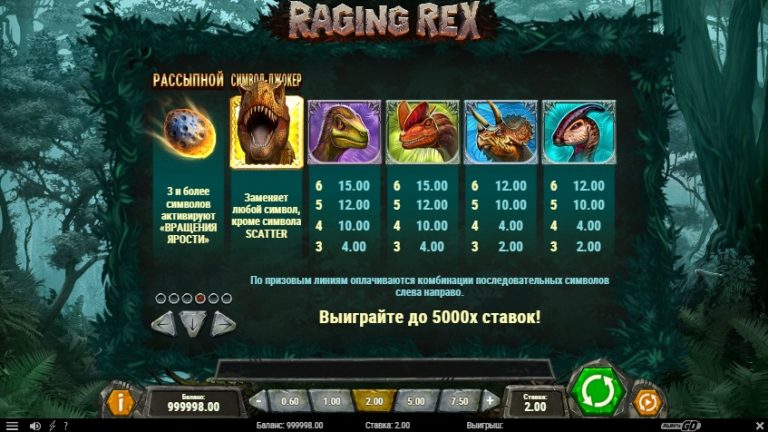 RAGING REX
РАССЫПНОЙ СИМВОЛ-ДЖОКЕР
3 и более
символов
активируют
«ВРАЩЕНИЯ
ЯРОСТИ»
Заменяет
любой символ,
кроме символа
SCATTER
6 15.00 6 15.00 6 12.00 6 12.00
5 12.00 5 12.00 5 10.00 5 10.00
4 10.00 4 10.00 4 4.00 4 4.00
3 4.00 3 4.00 3 2.00 3 2.00
По призовым линиям оплачиваются комбинации последовательных символов
слева направо.
Выиграйте до 5000x ставок!
Баланс:
999998.00
- 0.60 1.00 2.00 5.00 7.50 +
Ставка:
2.00
? Баланс: 999998.00 Ставка: 2.00 Выигрыш: PLAY'N GO